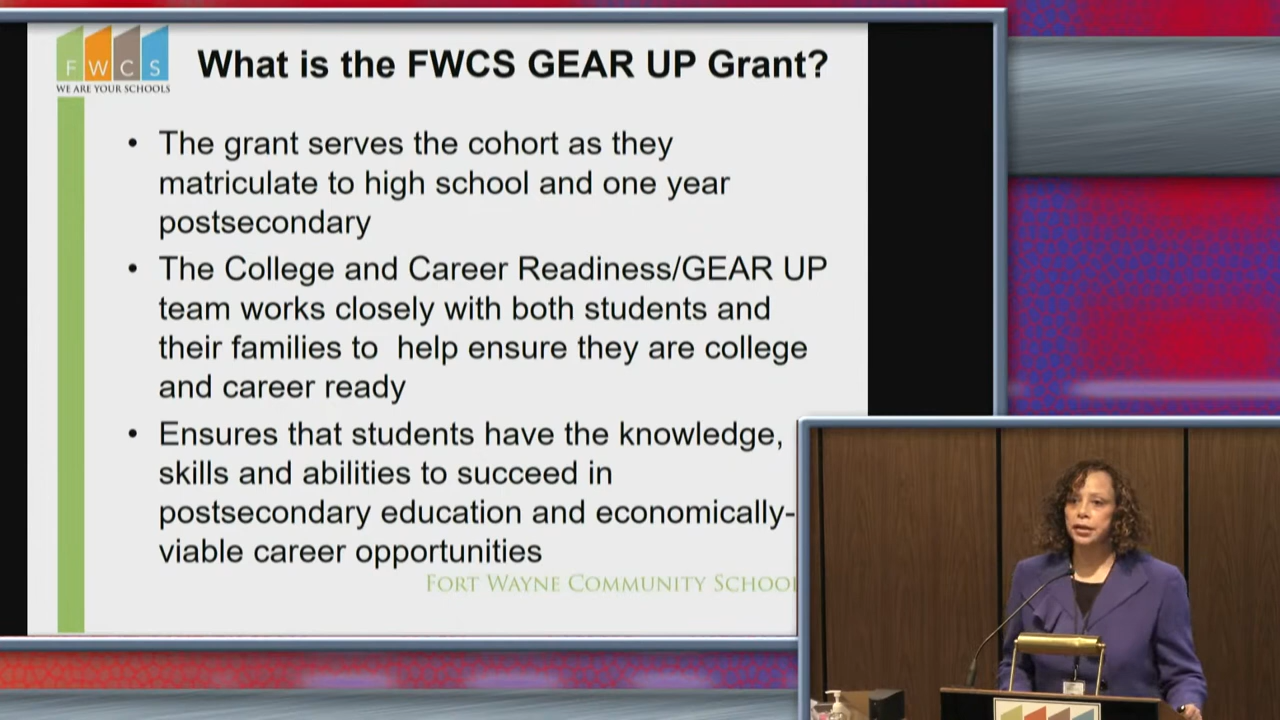 FWCS
WE ARE YOUR SCHOOLS
What is the FWCS GEAR UP Grant?
• The grant serves the cohort as they
matriculate to high school and one year
postsecondary
• The College and Career Readiness/GEAR UP
team works closely with both students and
their families to help ensure they are college
and career ready
• Ensures that students have the knowledge,
skills and abilities to succeed in
postsecondary education and economically-
viable career opportunities
FORT WAYNE COMMUNITY SCHOO